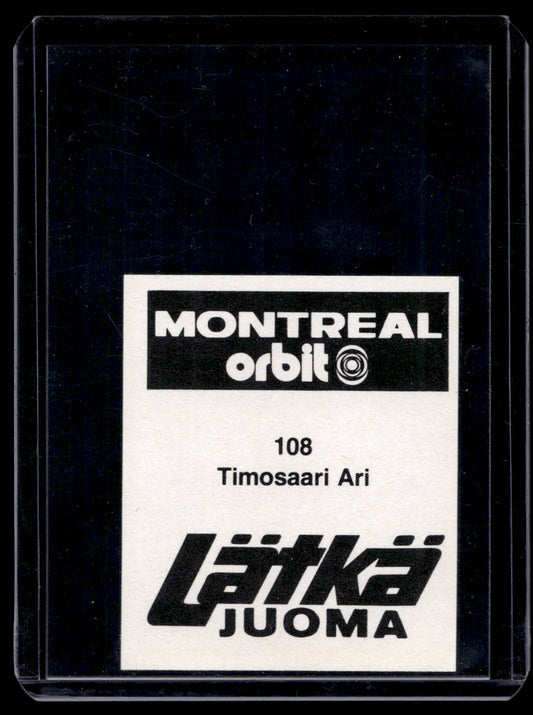 MONTREAL
orbit
108
Timosaari Ari
Lätkä
JUOMA